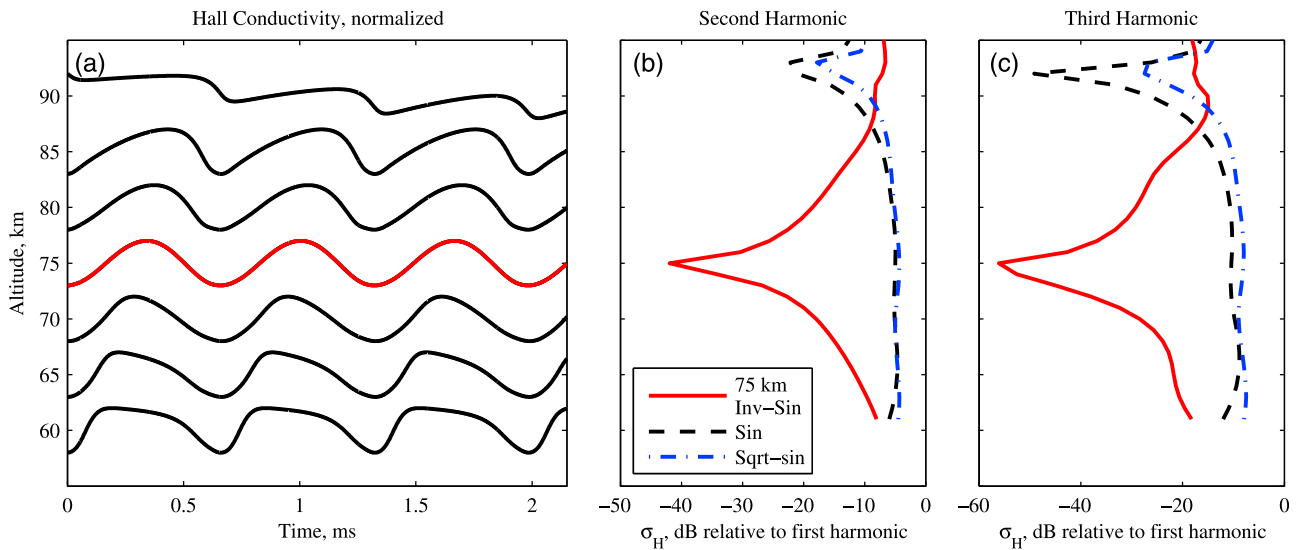 Hall Conductivity, normalized
Second Harmonic
Third Harmonic
(a)
(b)
(c)
Altitude, km
90
85
80
75
70
65
60
0
0.5
1
1.5
2
Time, ms
75 km
Inv−Sin
Sin
Sqrt−sin
−50
−40
−30
−20
−10
0
σH, dB relative to first harmonic
−60
−40
−20
0
σH, dB relative to first harmonic